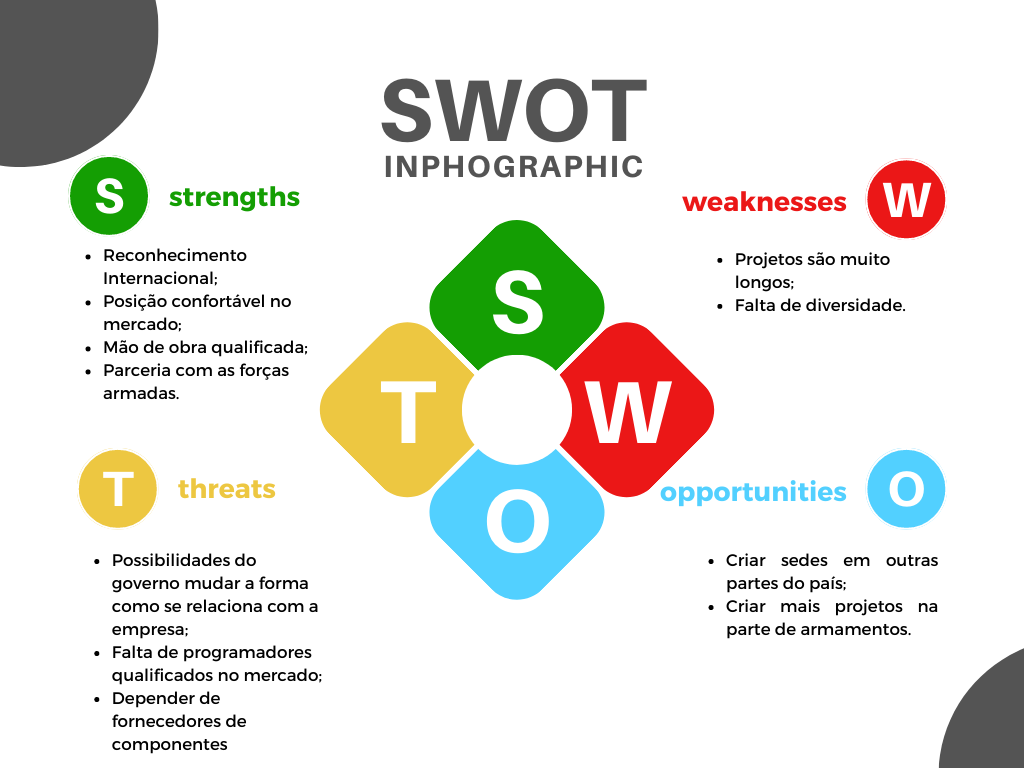 SWOT
INPHOGRAPHIC
S
strengths
• Reconhecimento
Internacional;
• Posição confortável no
mercado;
• Mão de obra qualificada;
• Parceria com as forças
armadas.
weaknesses
W
• Projetos são muito
longos;
• Falta de diversidade.
S
T
W
O
T
threats
• Possibilidades do
governo mudar a forma
como se relaciona com a
empresa;
• Falta de programadores
qualificados no mercado;
• Depender de
fornecedores de
componentes
opportunities
O
• Criar sedes em outras
partes do país;
• Criar mais projetos na
parte de armamentos.